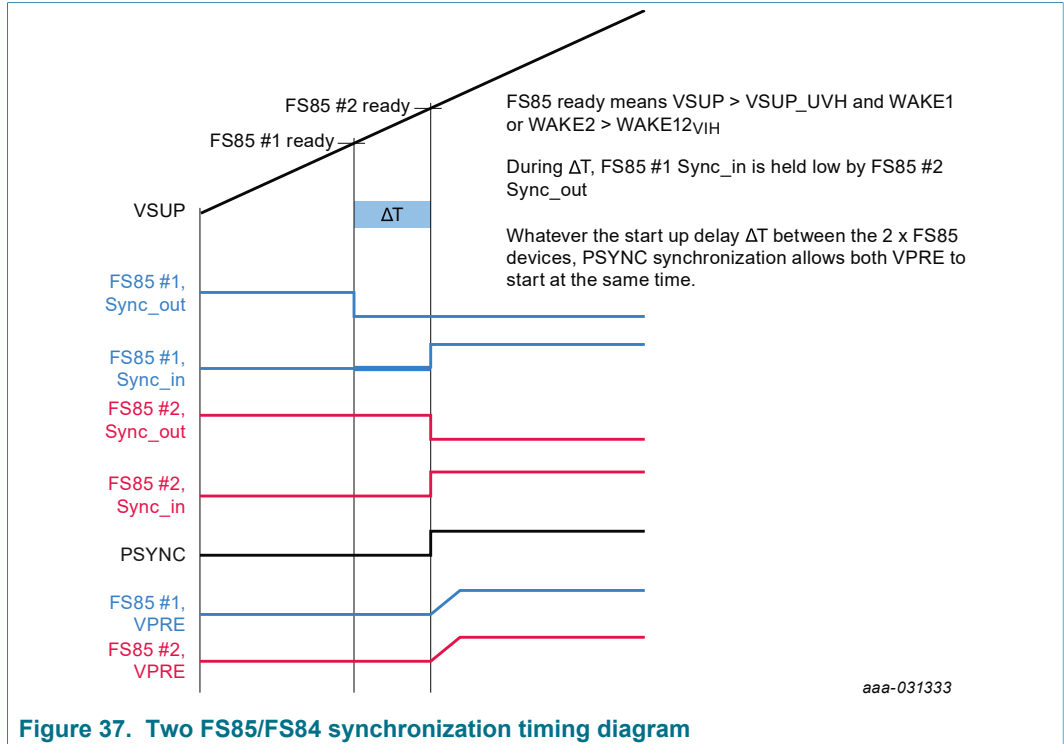 FS85 #2 ready
FS85 #1 ready
FS85 ready means VSUP > VSUP_UVH and WAKE1
or WAKE2 > WAKE12VIH
During ΔT, FS85 #1 Sync_in is held low by FS85 #2
Sync_out
Whatever the start up delay ΔT between the 2 x FS85
devices, PSYNC synchronization allows both VPRE to
start at the same time.
VSUP
ΔT
FS85 #1,
Sync_out
FS85 #1,
Sync_in
FS85 #2,
Sync_out
FS85 #2,
Sync_in
PSYNC
FS85 #1,
VPRE
FS85 #2,
VPRE
aaa-031333
Figure 37. Two FS85/FS84 synchronization timing diagram